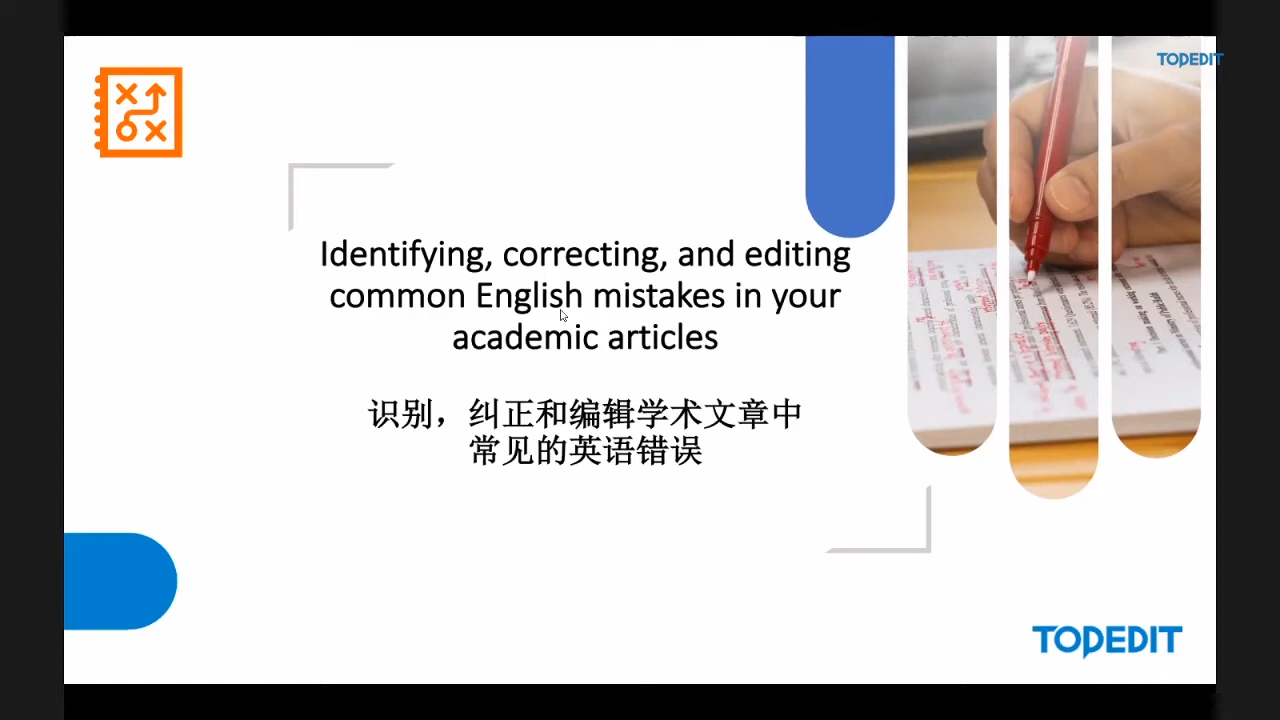 TOPEDIT
Identifying, correcting, and editing
common English mistakes in your
academic articles
识别，纠正和编辑学术文章中
常见的英语错误
TOPEDIT